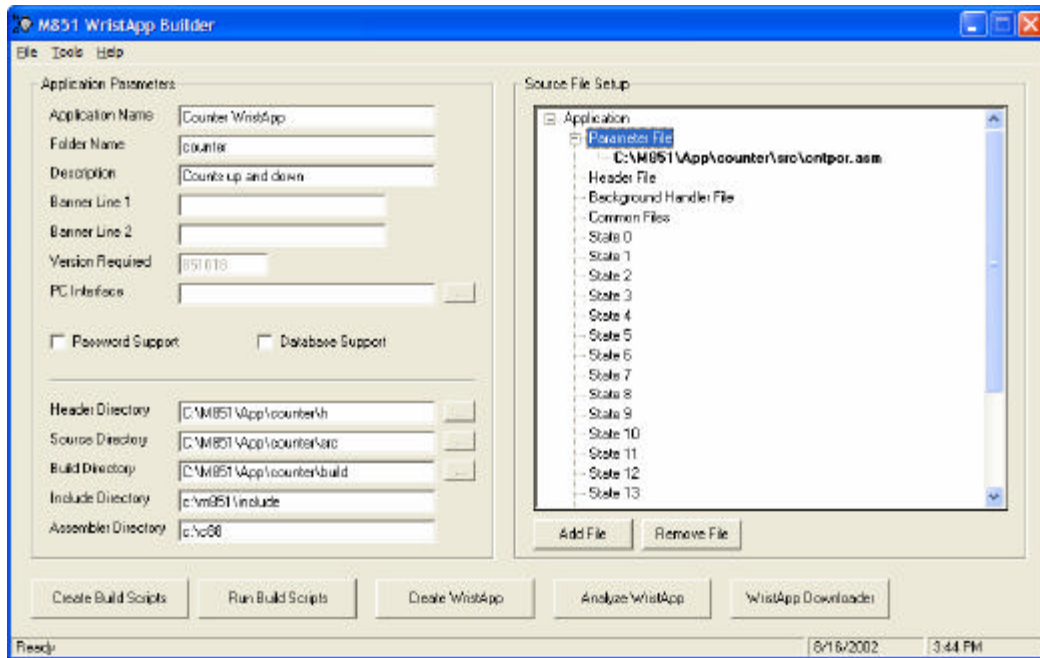 M851 WristApp Builder
File Tools Help
Application Parameters
Application Name Counter WristApp
Folder Name counter
Description Counts up and down
Banner Line 1
Banner Line 2
Version Required 851018
PC Interface ...
Password Support Database Support
Header Directory C:\M851\App\counter\h ...
Source Directory C:\M851\App\counter\src ...
Build Directory C:\M851\App\counter\build ...
Include Directory c:\m851\include
Assembler Directory c:\c88
Source File Setup
Application
Parameter File
C:\M851\App\counter\src\cntpar.asm
Header File
Background Handler File
Common Files
State 0
State 1
State 2
State 3
State 4
State 5
State 6
State 7
State 8
State 9
State 10
State 11
State 12
State 13
Add File Remove File
Create Build Scripts Run Build Scripts Create WristApp Analyze WristApp WristApp Downloader
Ready 8/16/2002 3:44 PM